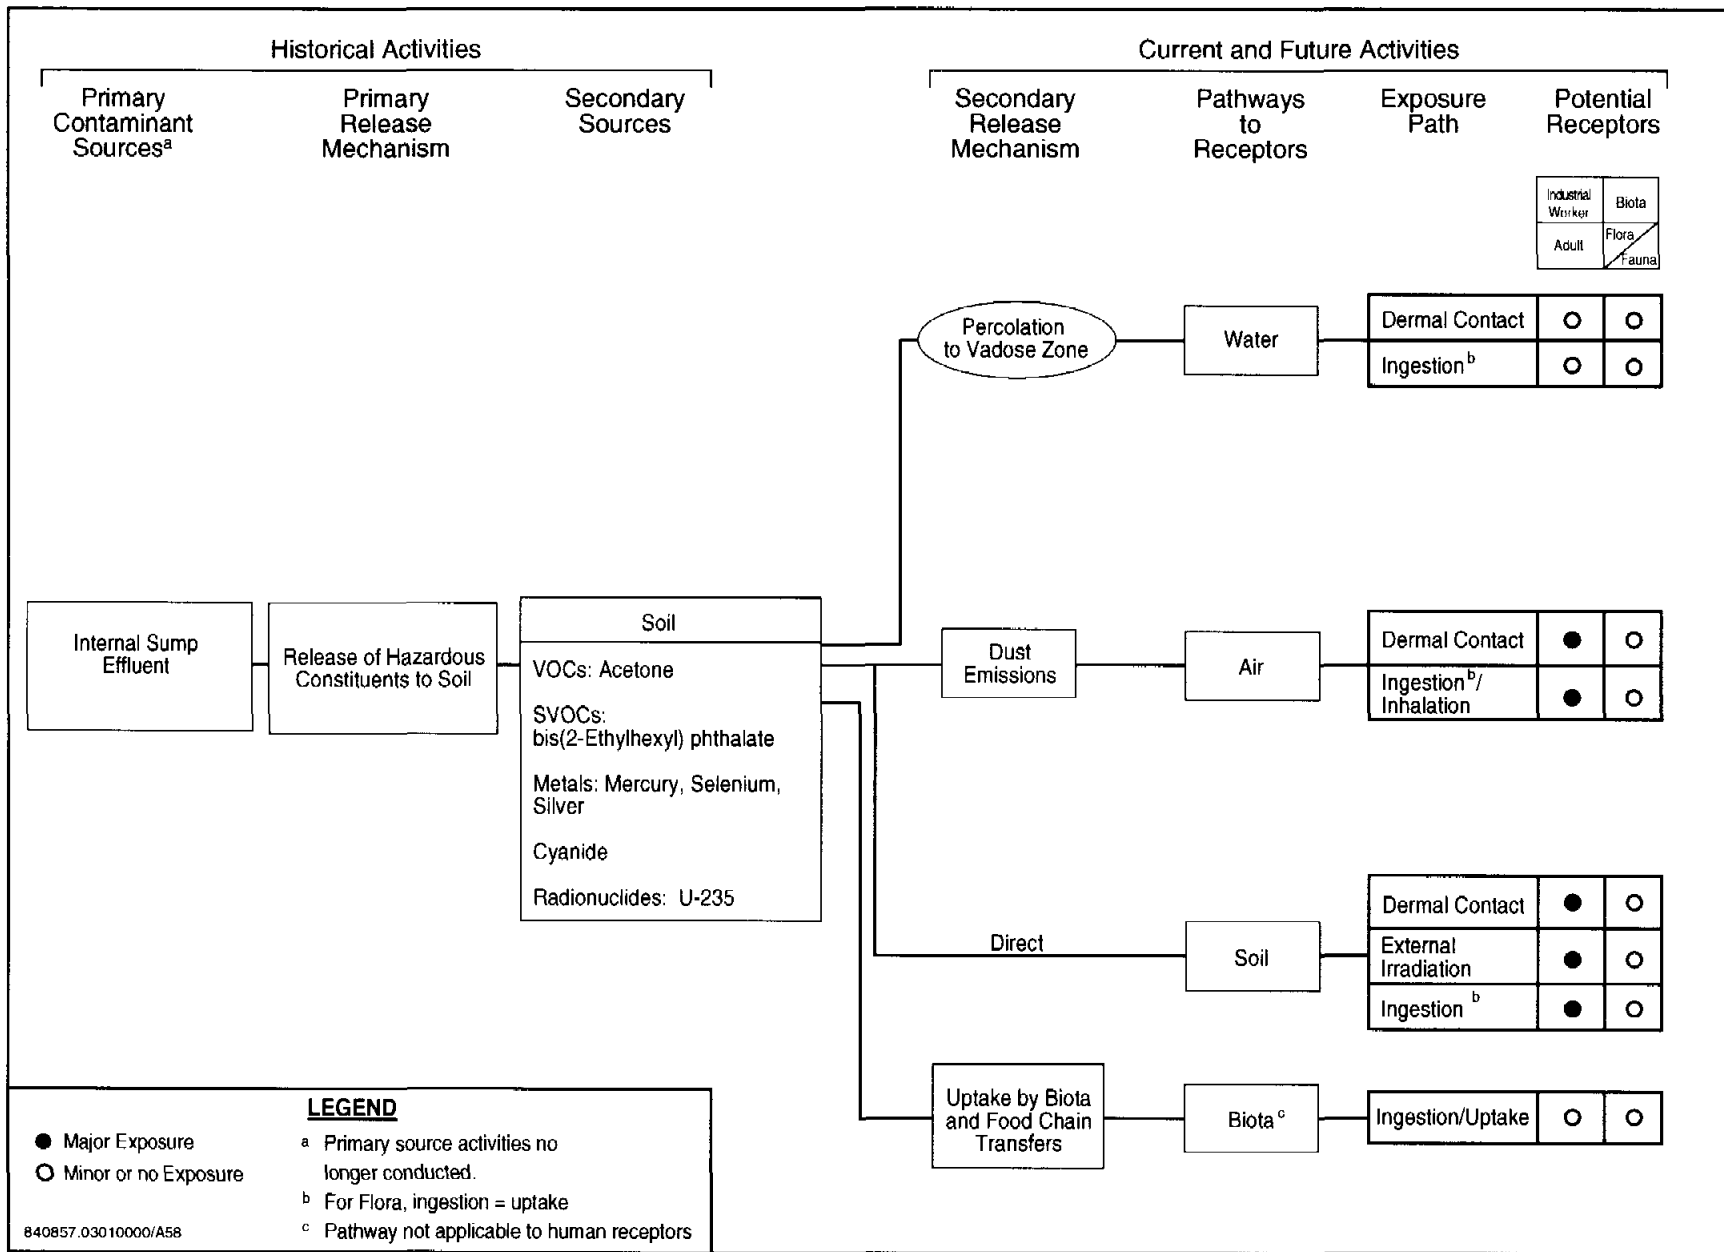 Historical Activities
Current and Future Activities
Primary
Contaminant
Sourcesᵃ
Primary
Release
Mechanism
Secondary
Sources
Secondary
Release
Mechanism
Pathways
to
Receptors
Exposure
Path
Potential
Receptors
Industrial
Worker
Biota
Adult
Flora
Fauna
Percolation
to Vadose Zone
Water
Dermal Contact
Ingestionᵇ
Internal Sump
Effluent
Release of Hazardous
Constituents to Soil
Soil
VOCs: Acetone
SVOCs:
bis(2-Ethylhexyl) phthalate
Metals: Mercury, Selenium,
Silver
Cyanide
Radionuclides: U-235
Dust
Emissions
Air
Dermal Contact
Ingestionᵇ/
Inhalation
Direct
Soil
Dermal Contact
External
Irradiation
Ingestion ᵇ
Uptake by Biota
and Food Chain
Transfers
Biotaᶜ
Ingestion/Uptake
LEGEND
● Major Exposure
○ Minor or no Exposure
ᵃ Primary source activities no
longer conducted.
ᵇ For Flora, ingestion = uptake
ᶜ Pathway not applicable to human receptors
840857.03010000/A58